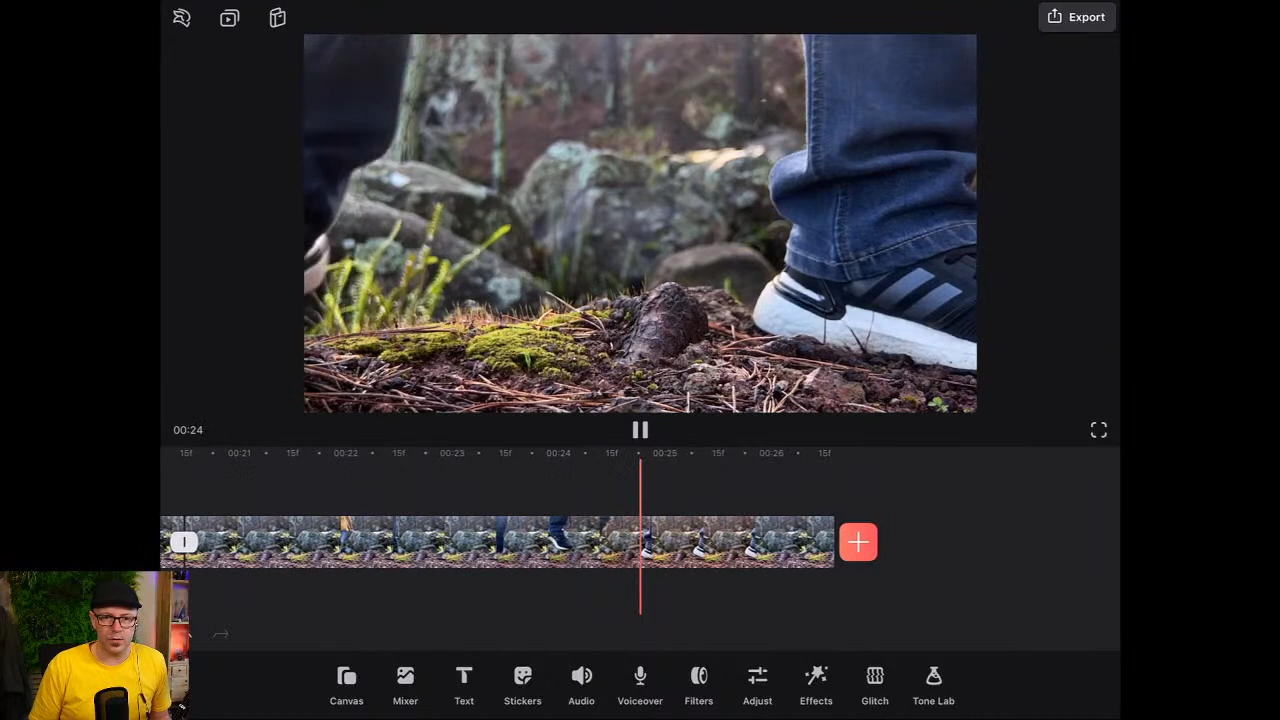 Export
00:24
15f 00:21 15f 00:22 15f 00:23 15f 00:24 15f 00:25 15f 00:26 15f
Canvas Mixer Text Stickers Audio Voiceover Filters Adjust Effects Glitch Tone Lab